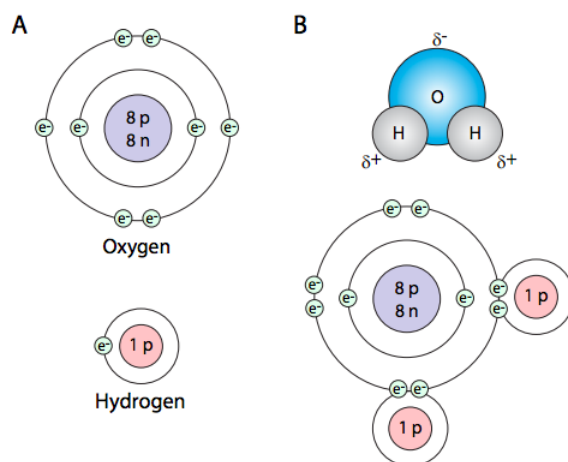 A
e- e-
e- e- 8 p e- e-
8 n
e- e-
Oxygen
e- 1 p
Hydrogen
B
δ-
O
H H
δ+ δ+
e- e-
e- 8 p e- e- 1 p
e- 8 n e-
e- e-
1 p